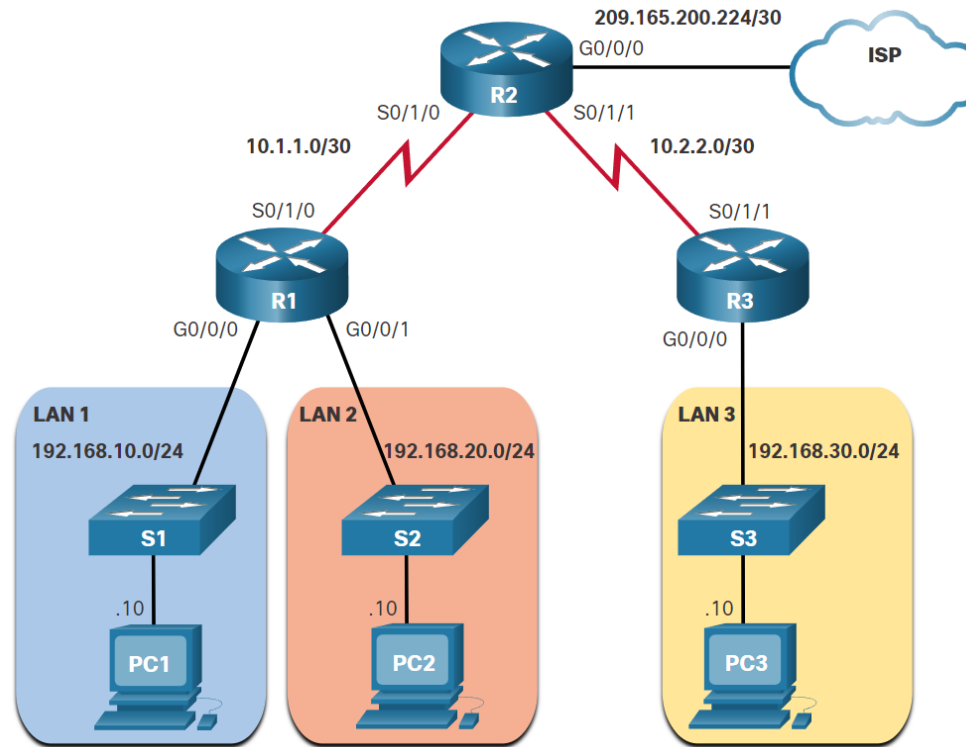 209.165.200.224/30
G0/0/0
ISP
R2
S0/1/0
S0/1/1
10.1.1.0/30
10.2.2.0/30
S0/1/0
S0/1/1
R1
R3
G0/0/0
G0/0/1
G0/0/0
LAN 1
LAN 2
LAN 3
192.168.10.0/24
192.168.20.0/24
192.168.30.0/24
S1
S2
S3
.10
.10
.10
PC1
PC2
PC3